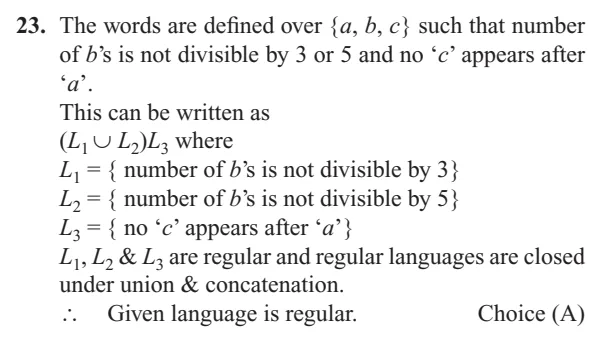 23. The words are defined over {a, b, c} such that number
of b’s is not divisible by 3 or 5 and no ‘c’ appears after
‘a’.
This can be written as
(L₁ ∪ L₂)L₃ where
L₁ = { number of b’s is not divisible by 3}
L₂ = { number of b’s is not divisible by 5}
L₃ = { no ‘c’ appears after ‘a’}
L₁, L₂ & L₃ are regular and regular languages are closed
under union & concatenation.
∴ Given language is regular. Choice (A)